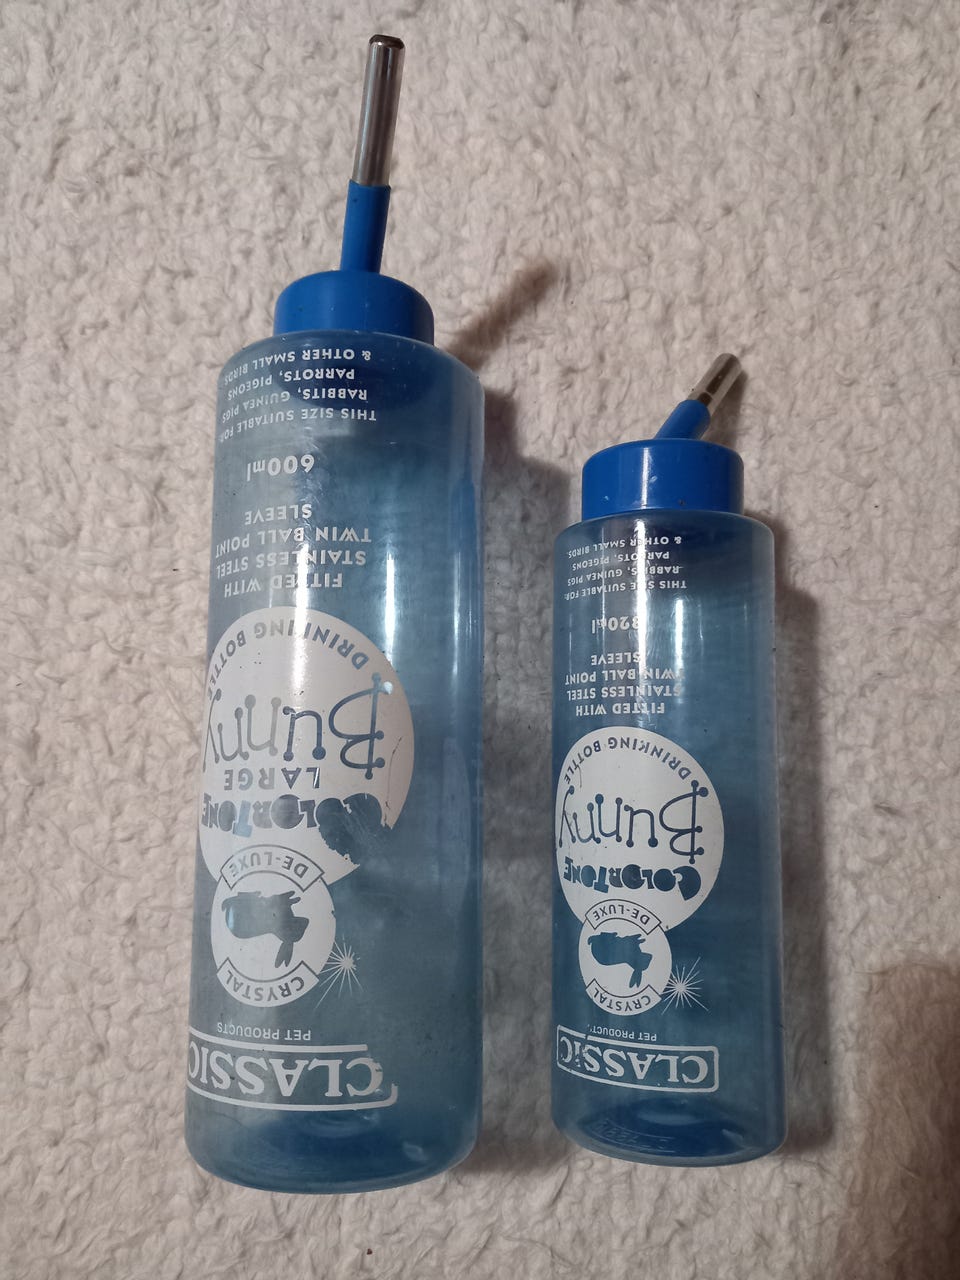 CLASSIC
PET PRODUCTS
CRYSTAL
DE-LUXE
COLORTONE
LARGE
Bunny
DRINKING BOTTLE
FITTED WITH
STAINLESS STEEL
TWIN BALL POINT
SLEEVE
600ml
THIS SIZE SUITABLE FOR:
RABBITS, GUINEA PIGS
PARROTS, PIGEONS
& OTHER SMALL BIRDS
CLASSIC
PET PRODUCT
CRYSTAL
DE-LUXE
COLORTONE
Bunny
DRINKING BOTTLE
FITTED WITH
STAINLESS STEEL
TWIN BALL POINT
SLEEVE
320ml
THIS SIZE SUITABLE FOR:
RABBITS, GUINEA PIGS
PARROTS, PIGEONS
& OTHER SMALL BIRDS